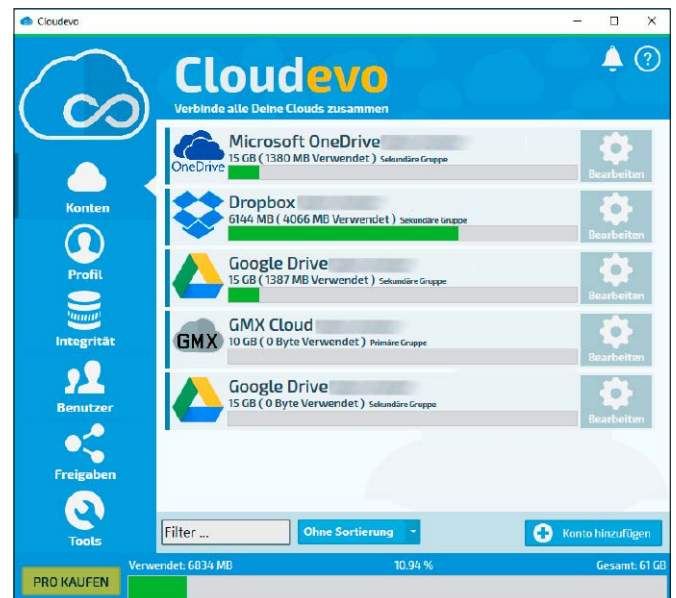 Cloudevo
Cloudevo
Verbinde alle Deine Clouds zusammen
Konten
Profil
Integrität
Benutzer
Freigaben
Tools
PRO KAUFEN
OneDrive
Microsoft OneDrive
15 GB ( 1380 MB Verwendet ) Sekundäre Gruppe
Bearbeiten
Dropbox
6144 MB ( 4066 MB Verwendet ) Sekundäre Gruppe
Bearbeiten
Google Drive
15 GB ( 1387 MB Verwendet ) Sekundäre Gruppe
Bearbeiten
GMX
GMX Cloud
10 GB ( 0 Byte Verwendet ) Primäre Gruppe
Bearbeiten
Google Drive
15 GB ( 0 Byte Verwendet ) Sekundäre Gruppe
Bearbeiten
Filter ...
Ohne Sortierung
Konto hinzufügen
Verwendet: 6834 MB
10.94 %
Gesamt: 61 GB